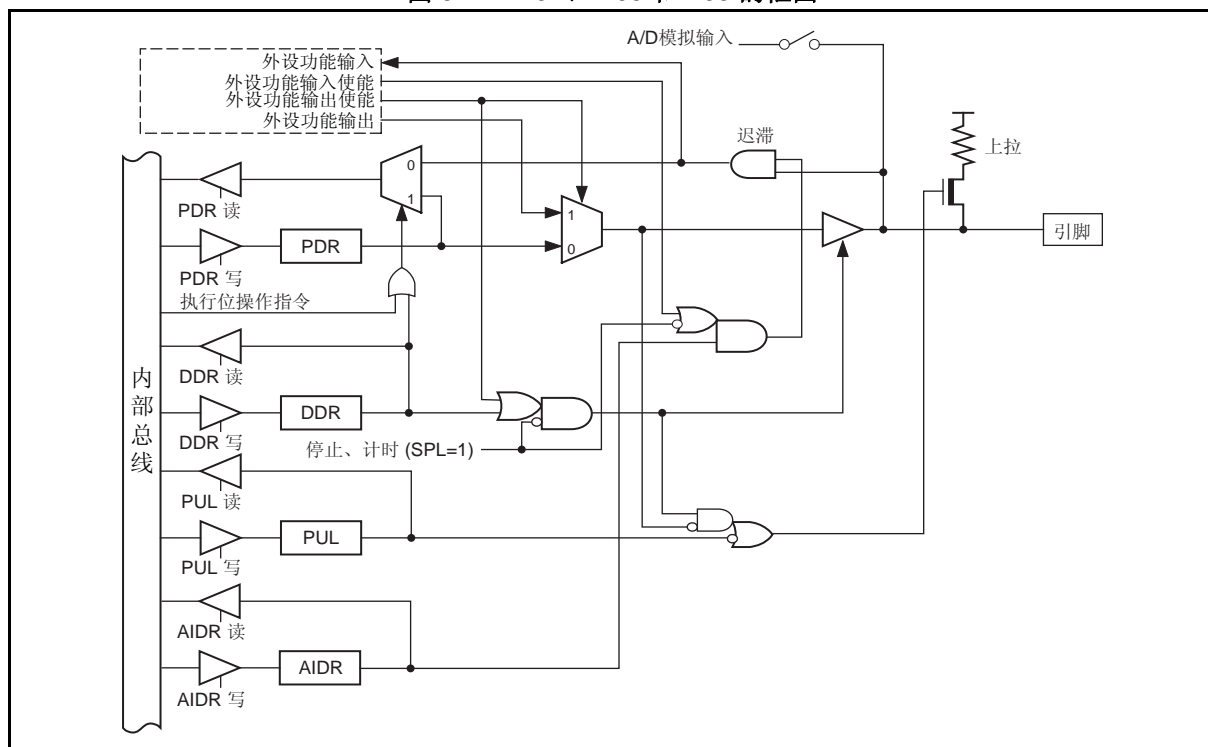 A/D模拟输入
外设功能输入
外设功能输入使能
外设功能输出使能
外设功能输出
迟滞
上拉
0
1
PDR 读
1
0
引脚
PDR
PDR 写
执行位操作指令
DDR 读
内部总线
DDR
DDR 写
停止、计时 (SPL=1)
PUL 读
PUL
PUL 写
AIDR 读
AIDR
AIDR 写